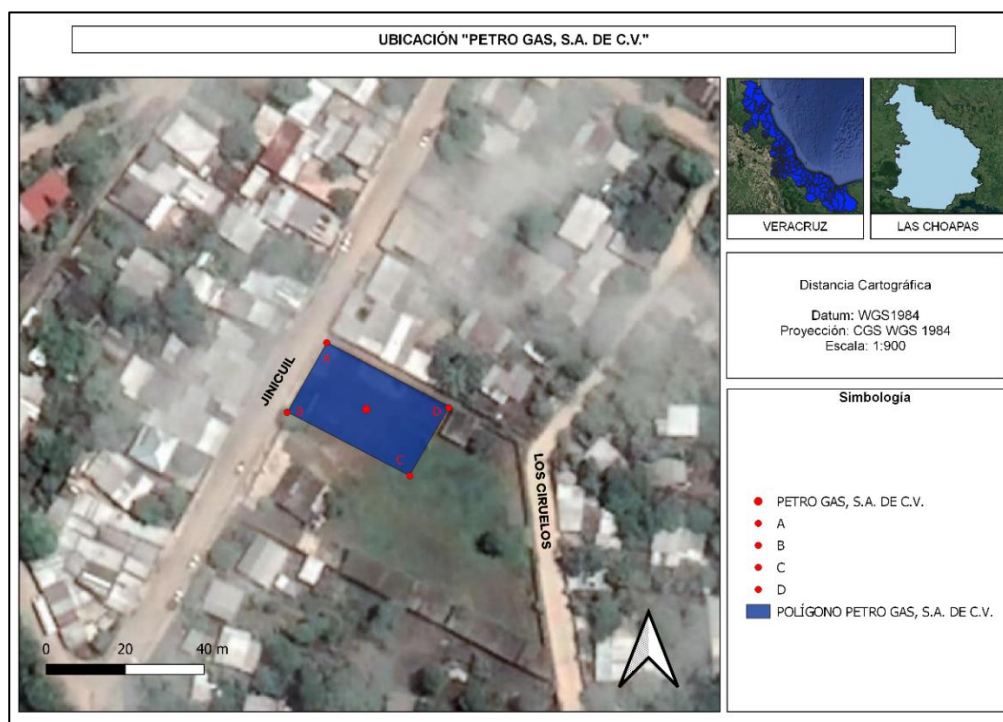 UBICACIÓN "PETRO GAS, S.A. DE C.V."
JINICUIL
A
B
C
D
LOS CIRUELOS
0 20 40 m
VERACRUZ
LAS CHOAPAS
Distancia Cartográfica
Datum: WGS1984
Proyección: CGS WGS 1984
Escala: 1:900
Simbología
PETRO GAS, S.A. DE C.V.
A
B
C
D
POLÍGONO PETRO GAS, S.A. DE C.V.